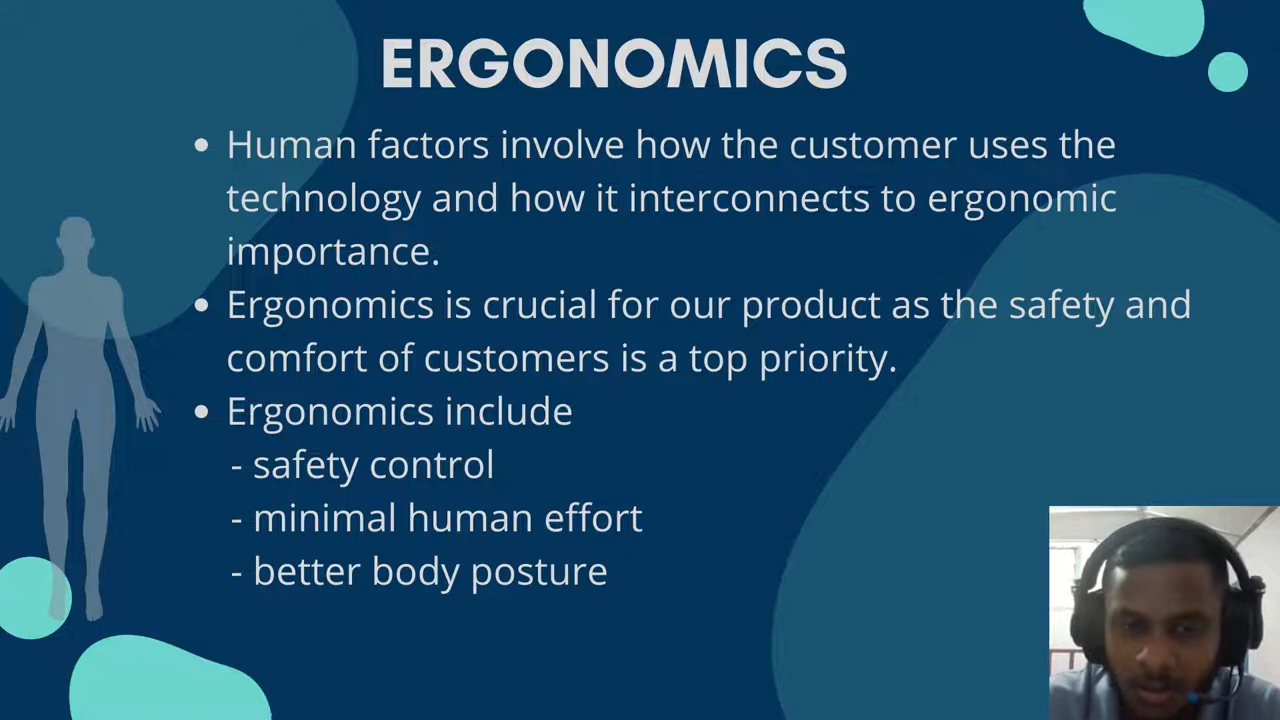 ERGONOMICS
• Human factors involve how the customer uses the
technology and how it interconnects to ergonomic
importance.
• Ergonomics is crucial for our product as the safety and
comfort of customers is a top priority.
• Ergonomics include
- safety control
- minimal human effort
- better body posture